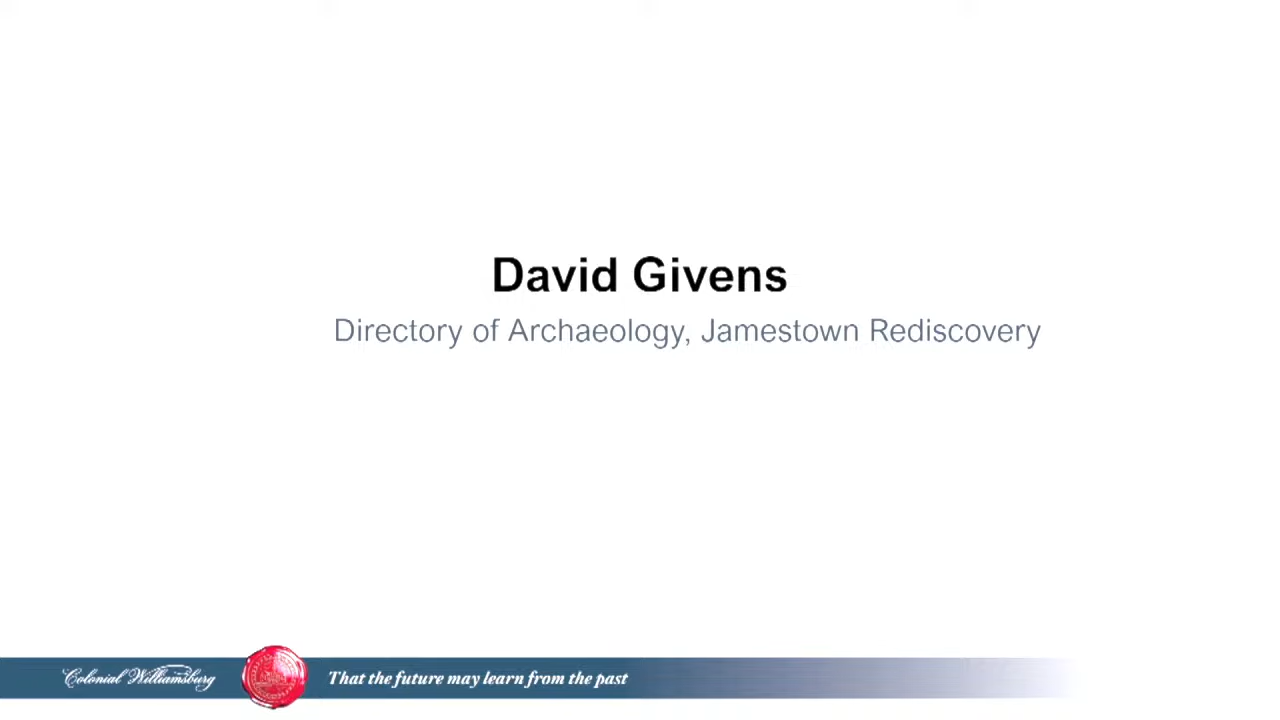 David Givens
Directory of Archaeology, Jamestown Rediscovery
Colonial Williamsburg
That the future may learn from the past